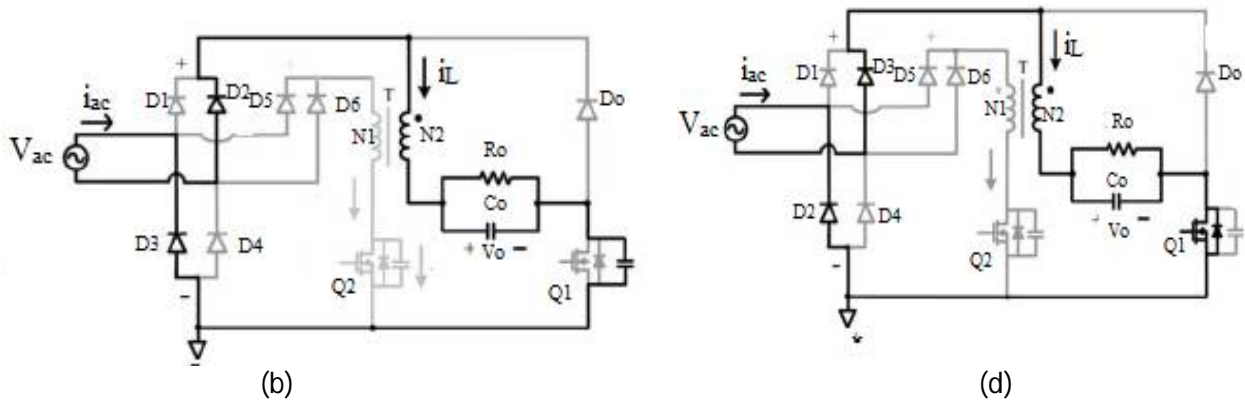 +
iac
Vac
D1
D2
D5
D6
T
N1
iL
N2
Do
Ro
Co
+ Vo −
D3
D4
−
Q2
Q1
(b)
+
iac
Vac
D1
D3
D5
D6
T
N1
iL
N2
Do
Ro
Co
+ Vo −
D2
D4
-
Q2
Q1
(d)